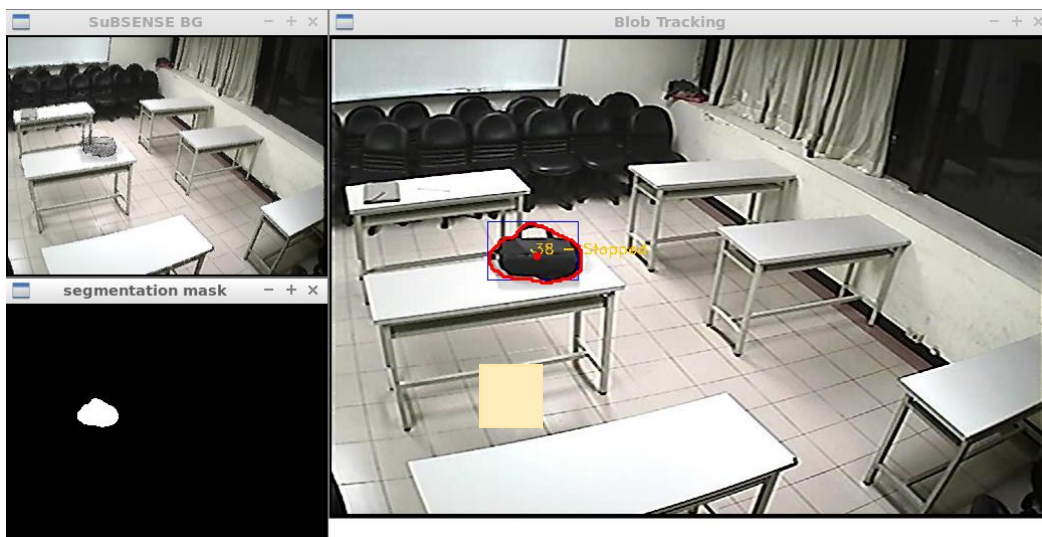 SuBSENSE BG
Blob Tracking
38 - Stopped
segmentation mask